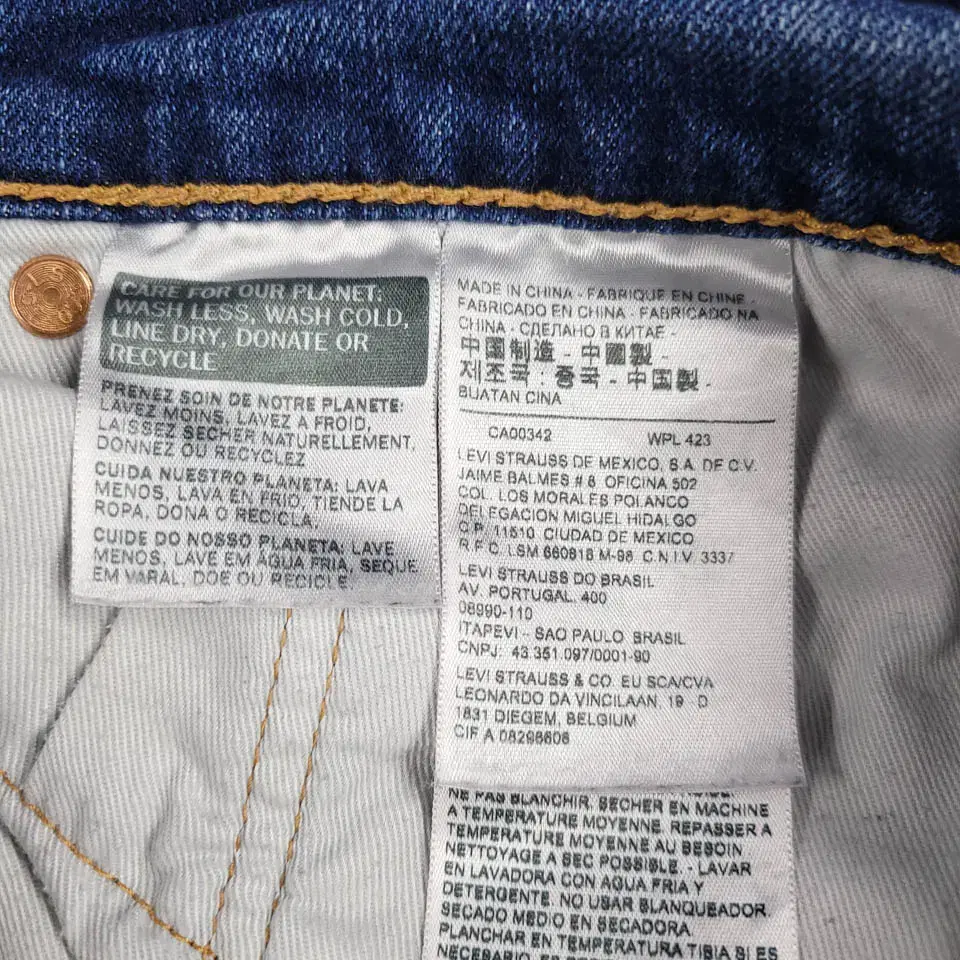 CARE FOR OUR PLANET:
WASH LESS, WASH COLD,
LINE DRY, DONATE OR
RECYCLE
PRENEZ SOIN DE NOTRE PLANETE:
LAVEZ MOINS, LAVEZ A FROID,
LAISSEZ SECHER NATURELLEMENT,
DONNEZ OU RECYCLEZ
CUIDA NUESTRO PLANETA: LAVA
MENOS, LAVA EN FRIO, TIENDE LA
ROPA, DONA O RECICLA.
CUIDE DO NOSSO PLANETA: LAVE
MENOS, LAVE EM ÁGUA FRIA, SEQUE
EM VARAL, DOE OU RECICLE.
MADE IN CHINA - FABRIQUE EN CHINE -
FABRICADO EN CHINA - FABRICADO NA
CHINA - СДЕЛАНО В КИТАЕ -
中国制造 - 中國製 -
제조국 : 중국 - 中国製 -
BUATAN CINA
CA00342 WPL 423
LEVI STRAUSS DE MEXICO, S.A. DE C.V.
JAIME BALMES # 8 OFICINA 502
COL. LOS MORALES POLANCO
DELEGACION MIGUEL HIDALGO
C.P. 11510 CIUDAD DE MEXICO
R.F.C. LSM 660818 M-98 C.N.I.V. 3337
LEVI STRAUSS DO BRASIL
AV. PORTUGAL, 400
08990-110
ITAPEVI - SAO PAULO BRASIL
CNPJ: 43.351.097/0001-90
LEVI STRAUSS & CO. EU SCA/CVA
LEONARDO DA VINCILAAN, 19 - D
1831 DIEGEM, BELGIUM
CIF A 08296606
NE PAS BLANCHIR. SECHER EN MACHINE
A TEMPERATURE MOYENNE. REPASSER A
TEMPERATURE MOYENNE AU BESOIN
NETTOYAGE A SEC POSSIBLE. - LAVAR
EN LAVADORA CON AGUA FRIA Y
DETERGENTE. NO USAR BLANQUEADOR.
SECADO MEDIO EN SECADORA.
PLANCHAR EN TEMPERATURA TIBIA SI ES